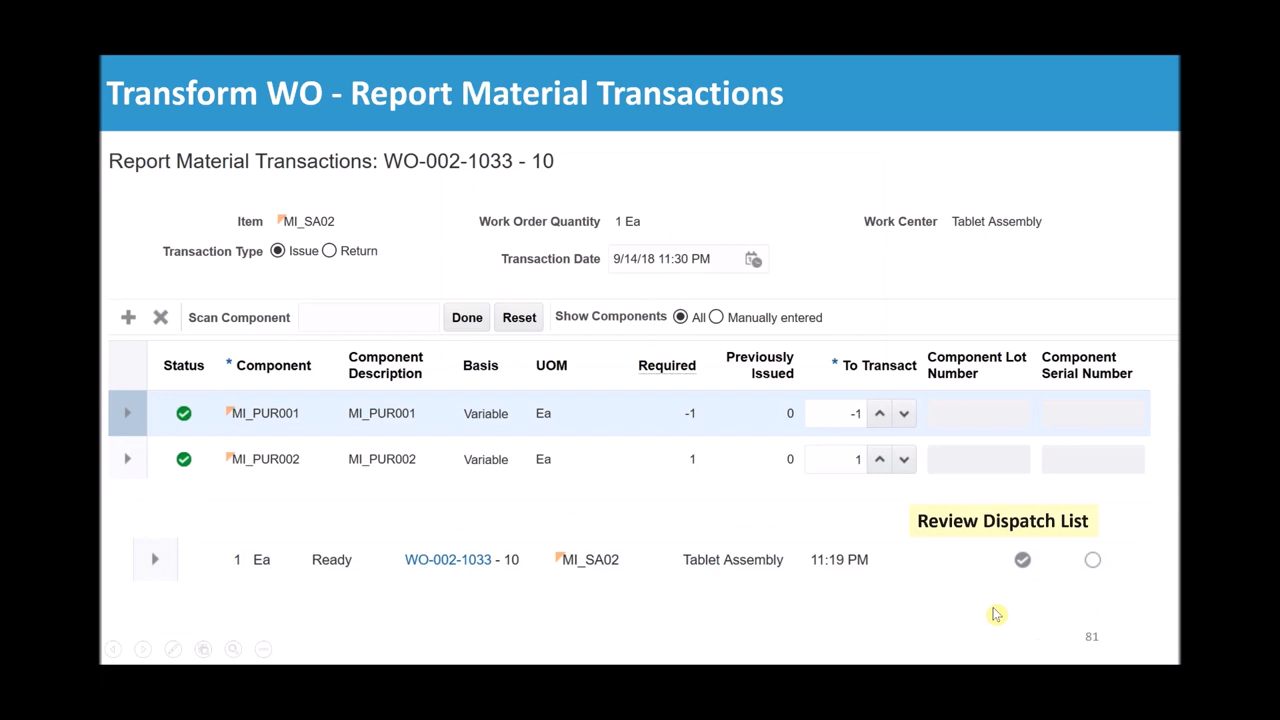 Transform WO - Report Material Transactions
Report Material Transactions: WO-002-1033 - 10
Item MI_SA02 Work Order Quantity 1 Ea Work Center Tablet Assembly
Transaction Type Issue Return Transaction Date 9/14/18 11:30 PM
Scan Component Done Reset Show Components All Manually entered
Status * Component Component Description Basis UOM Required Previously Issued * To Transact Component Lot Number Component Serial Number
MI_PUR001 MI_PUR001 Variable Ea -1 0 -1
MI_PUR002 MI_PUR002 Variable Ea 1 0 1
Review Dispatch List
1 Ea Ready WO-002-1033 - 10 MI_SA02 Tablet Assembly 11:19 PM
81